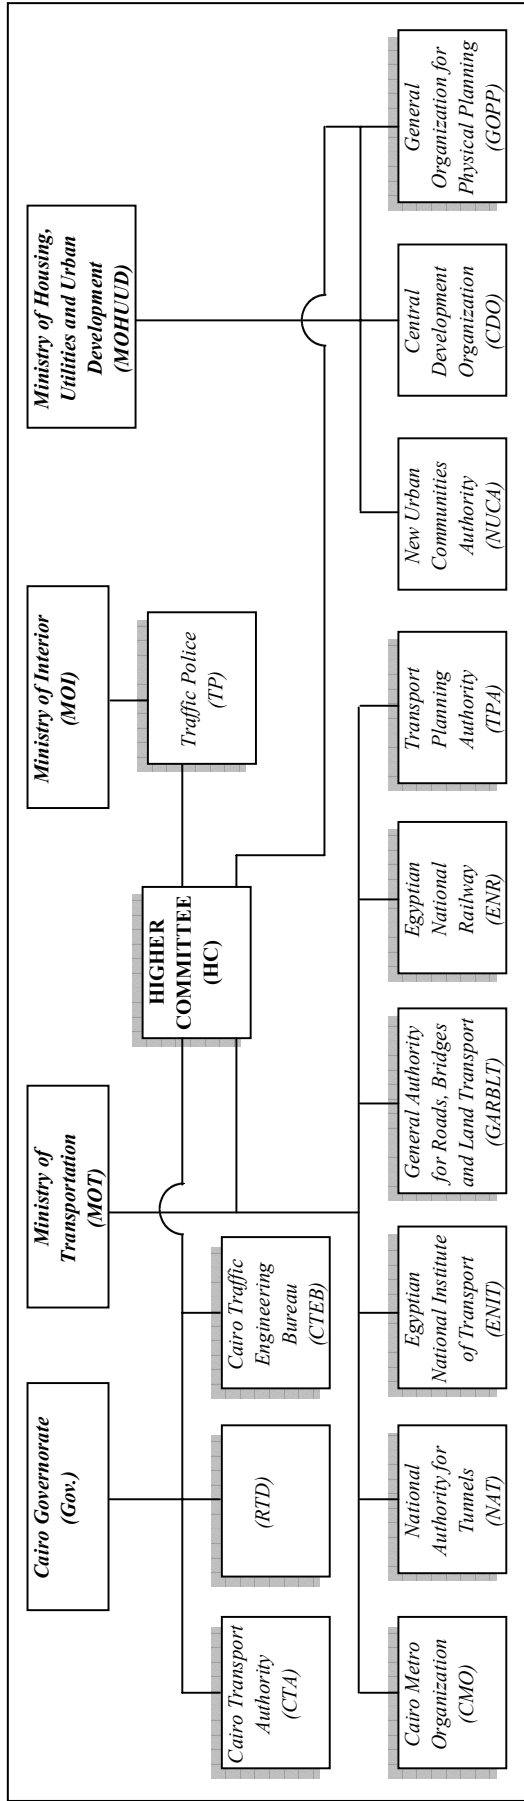 Cairo Governorate
(Gov.)
Ministry of
Transportation
(MOT)
Ministry of Interior
(MOI)
Ministry of Housing,
Utilities and Urban
Development
(MOHUUD)
HIGHER
COMMITTEE
(HC)
Traffic Police
(TP)
Cairo Transport
Authority
(CTA)
(RTD)
Cairo Traffic
Engineering
Bureau
(CTEB)
Cairo Metro
Organization
(CMO)
National
Authority for
Tunnels
(NAT)
Egyptian
National Institute
of Transport
(ENIT)
General Authority
for Roads, Bridges
and Land Transport
(GARBLT)
Egyptian
National
Railway
(ENR)
Transport
Planning
Authority
(TPA)
New Urban
Communities
Authority
(NUCA)
Central
Development
Organization
(CDO)
General
Organization for
Physical Planning
(GOPP)